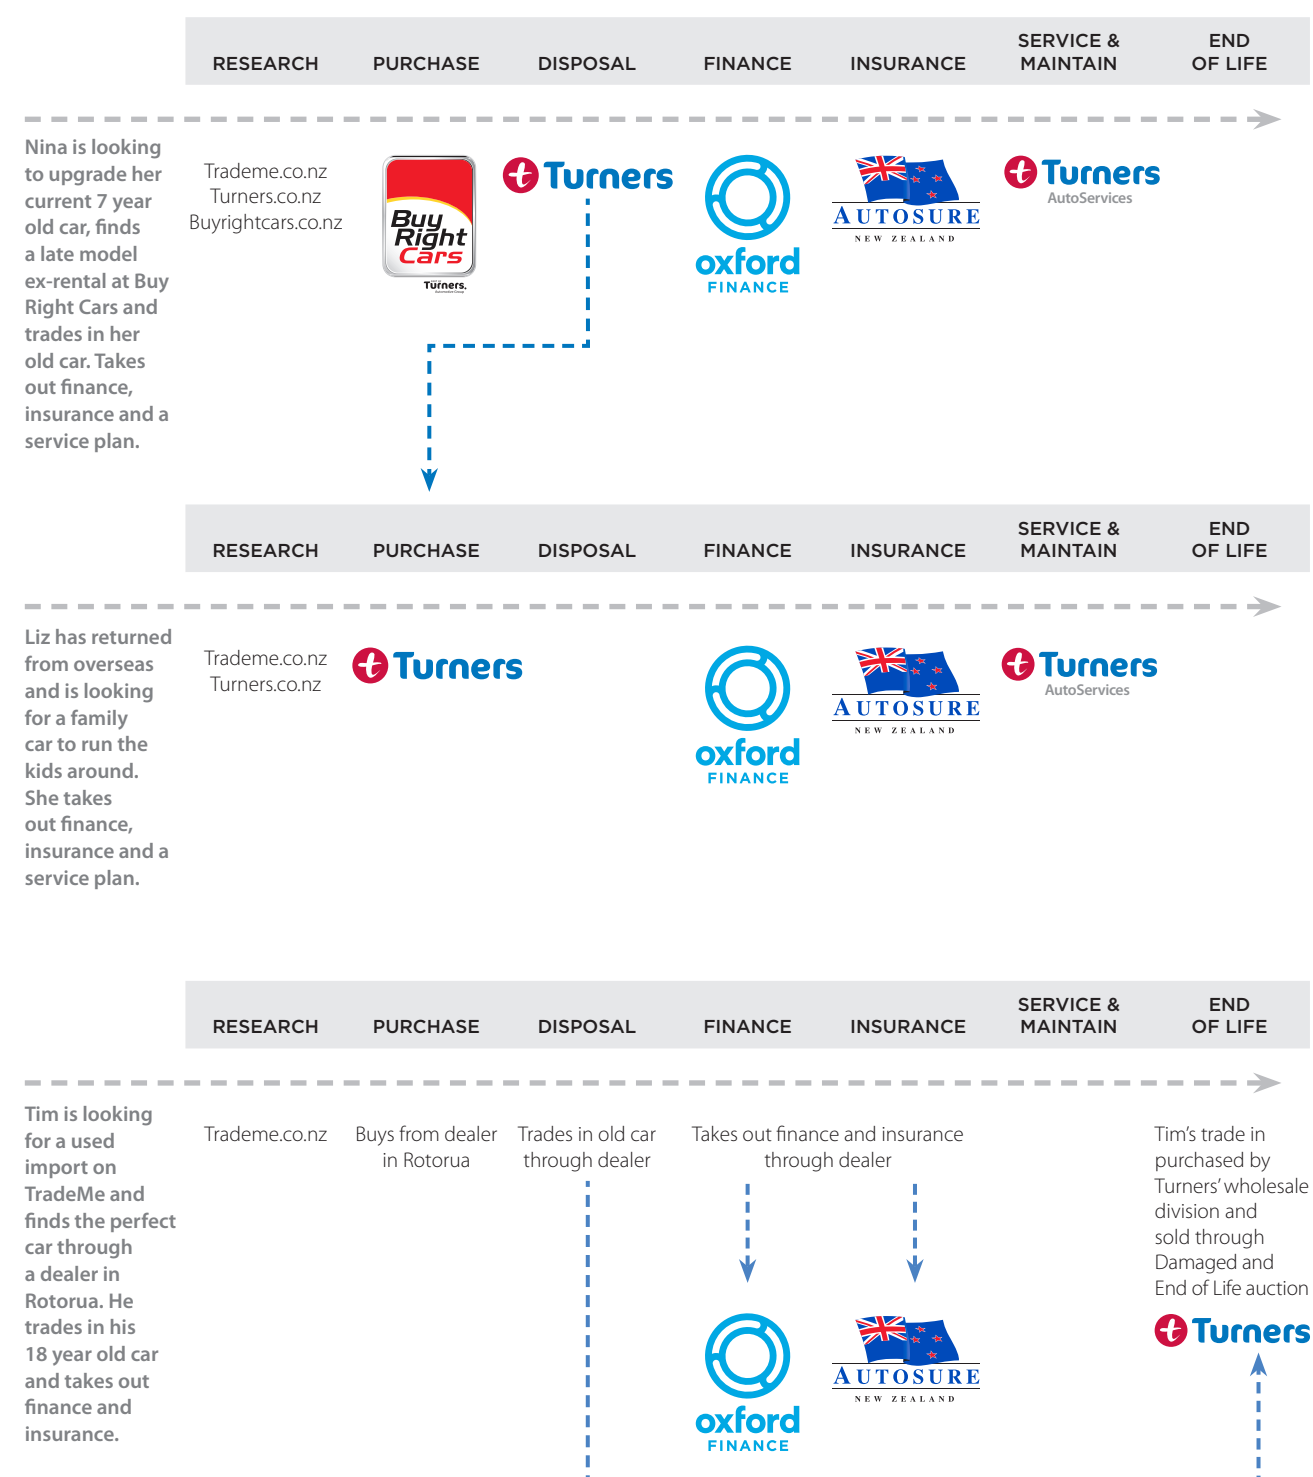 RESEARCH PURCHASE DISPOSAL FINANCE INSURANCE SERVICE & MAINTAIN END OF LIFE
Nina is looking
to upgrade her
current 7 year
old car, finds
a late model
ex-rental at Buy
Right Cars and
trades in her
old car. Takes
out finance,
insurance and a
service plan.
Trademe.co.nz
Turners.co.nz
Buyrightcars.co.nz
Buy
Right
Cars
Turners.
Turners
oxford
FINANCE
AUTOSURE
NEW ZEALAND
Turners
AutoServices
RESEARCH PURCHASE DISPOSAL FINANCE INSURANCE SERVICE & MAINTAIN END OF LIFE
Liz has returned
from overseas
and is looking
for a family
car to run the
kids around.
She takes
out finance,
insurance and a
service plan.
Trademe.co.nz
Turners.co.nz
Turners
oxford
FINANCE
AUTOSURE
NEW ZEALAND
Turners
AutoServices
RESEARCH PURCHASE DISPOSAL FINANCE INSURANCE SERVICE & MAINTAIN END OF LIFE
Tim is looking
for a used
import on
TradeMe and
finds the perfect
car through
a dealer in
Rotorua. He
trades in his
18 year old car
and takes out
finance and
insurance.
Trademe.co.nz
Buys from dealer
in Rotorua
Trades in old car
through dealer
Takes out finance and insurance
through dealer
oxford
FINANCE
AUTOSURE
NEW ZEALAND
Tim's trade in
purchased by
Turners' wholesale
division and
sold through
Damaged and
End of Life auction
Turners